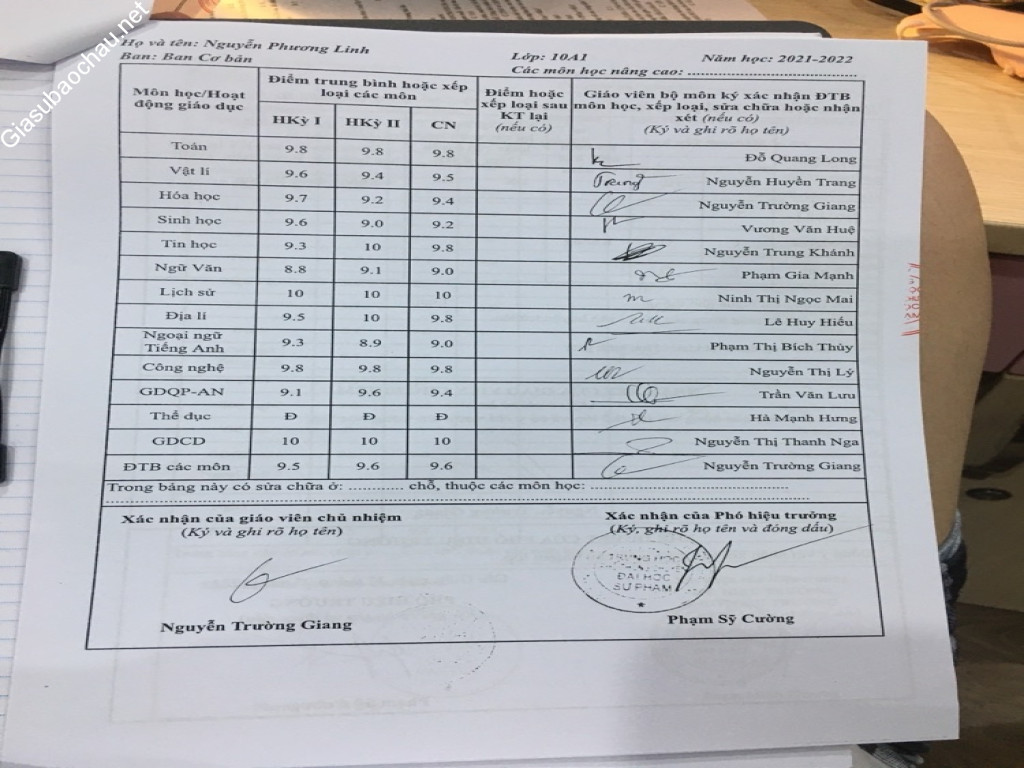 Giasubaochau.net
Họ và tên: Nguyễn Phương Linh
Ban: Ban Cơ bản Lớp: 10A1 Năm học: 2021-2022
Các môn học nâng cao: ................................
Môn học/Hoạt động giáo dục
Điểm trung bình hoặc xếp loại các môn
HKỳ I HKỳ II CN
Điểm hoặc xếp loại sau KT lại (nếu có)
Giáo viên bộ môn ký xác nhận ĐTB môn học, xếp loại, sửa chữa hoặc nhận xét (nếu có)
(Ký và ghi rõ họ tên)
Toán 9.8 9.8 9.8 Đỗ Quang Long
Vật lí 9.6 9.4 9.5 Trang Nguyễn Huyền Trang
Hóa học 9.7 9.2 9.4 Nguyễn Trường Giang
Sinh học 9.6 9.0 9.2 Vương Văn Huệ
Tin học 9.3 10 9.8 Nguyễn Trung Khánh
Ngữ Văn 8.8 9.1 9.0 Phạm Gia Mạnh
Lịch sử 10 10 10 Ninh Thị Ngọc Mai
Địa lí 9.5 10 9.8 Lê Huy Hiếu
Ngoại ngữ Tiếng Anh 9.3 8.9 9.0 Phạm Thị Bích Thủy
Công nghệ 9.8 9.8 9.8 Nguyễn Thị Lý
GDQP-AN 9.1 9.6 9.4 Trần Văn Lưu
Thể dục Đ Đ Đ Hà Mạnh Hưng
GDCD 10 10 10 Nguyễn Thị Thanh Nga
ĐTB các môn 9.5 9.6 9.6 Nguyễn Trường Giang
Trong bảng này có sửa chữa ở: ............ chỗ, thuộc các môn học: ................................
Xác nhận của giáo viên chủ nhiệm
(Ký và ghi rõ họ tên)
Nguyễn Trường Giang
Xác nhận của Phó hiệu trưởng
(Ký, ghi rõ họ tên và đóng dấu)
TRUNG HỌC
ĐẠI HỌC
SƯ PHẠM
Phạm Sỹ Cường